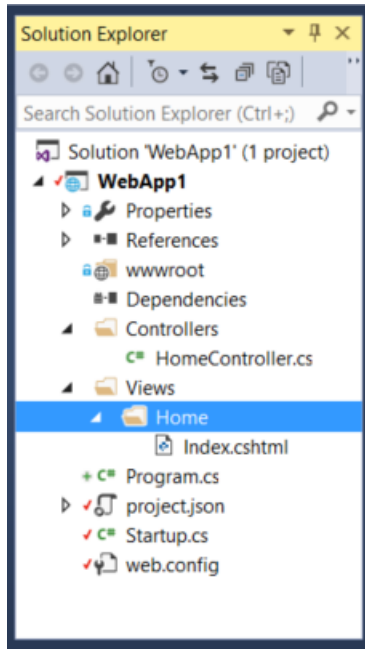 Solution Explorer
Search Solution Explorer (Ctrl+;)
Solution 'WebApp1' (1 project)
WebApp1
Properties
References
wwwroot
Dependencies
Controllers
C# HomeController.cs
Views
Home
Index.cshtml
+ C# Program.cs
project.json
C# Startup.cs
web.config